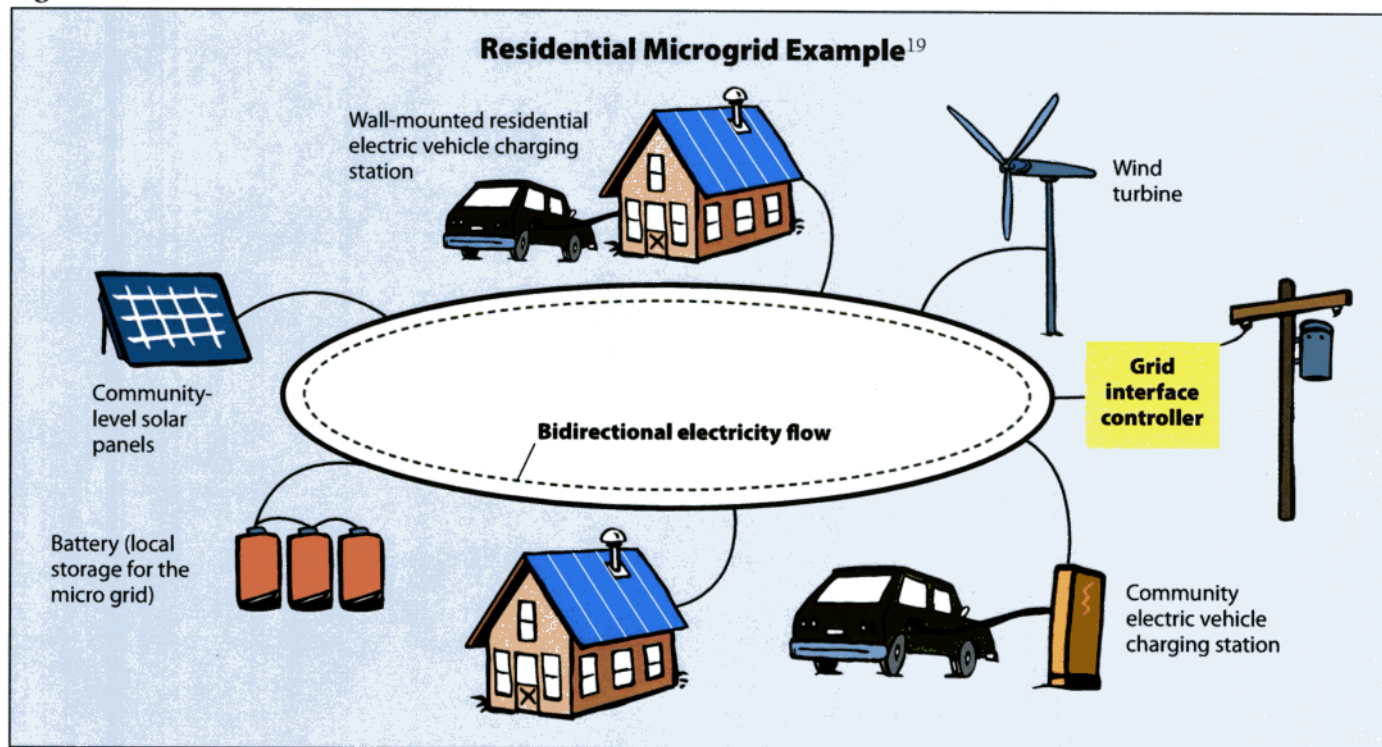 Residential Microgrid Example19
Wall-mounted residential
electric vehicle charging
station
Wind
turbine
Community-
level solar
panels
Grid
interface
controller
Bidirectional electricity flow
Battery (local
storage for the
micro grid)
Community
electric vehicle
charging station